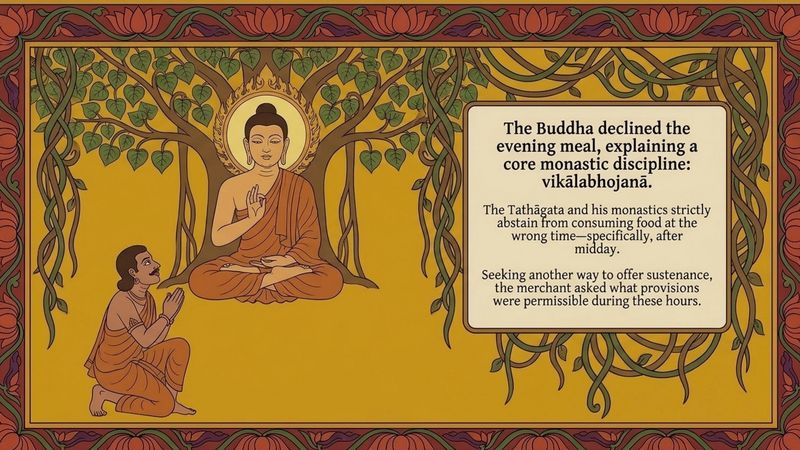 The Buddha declined the
evening meal, explaining a
core monastic discipline:
vikālabhojanā.
The Tathāgata and his monastics strictly
abstain from consuming food at the
wrong time—specifically, after
midday.
Seeking another way to offer sustenance,
the merchant asked what provisions
were permissible during these hours.